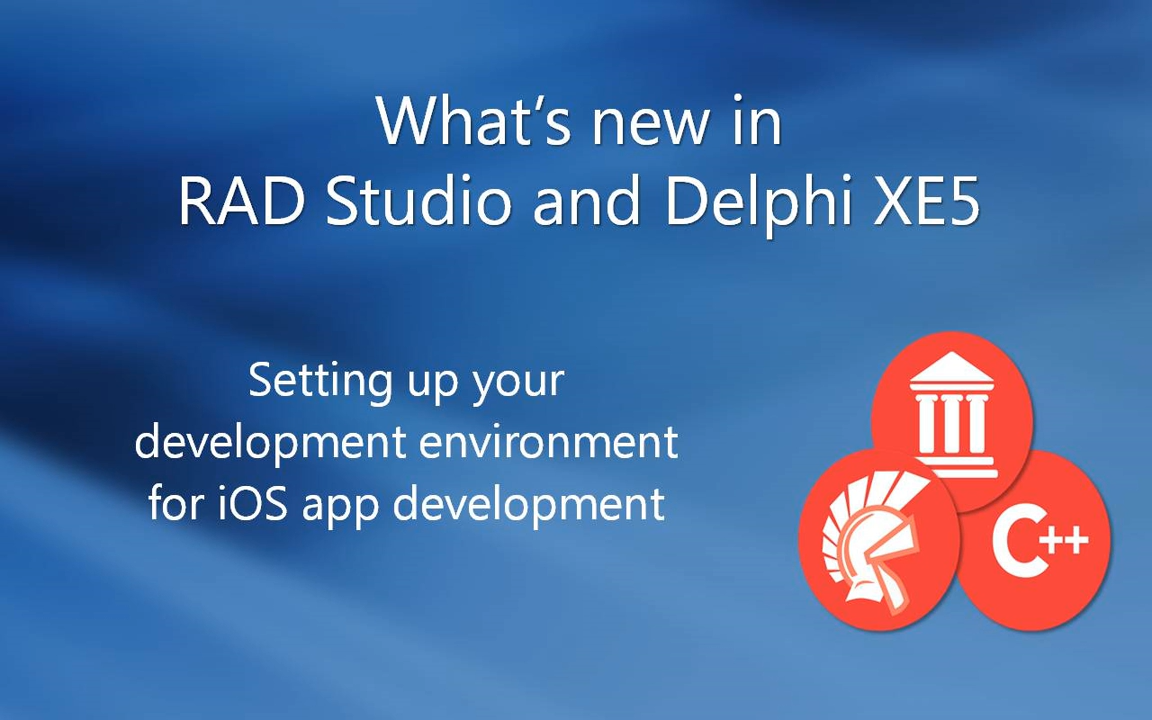 What’s new in
RAD Studio and Delphi XE5
Setting up your
development environment
for iOS app development
C++